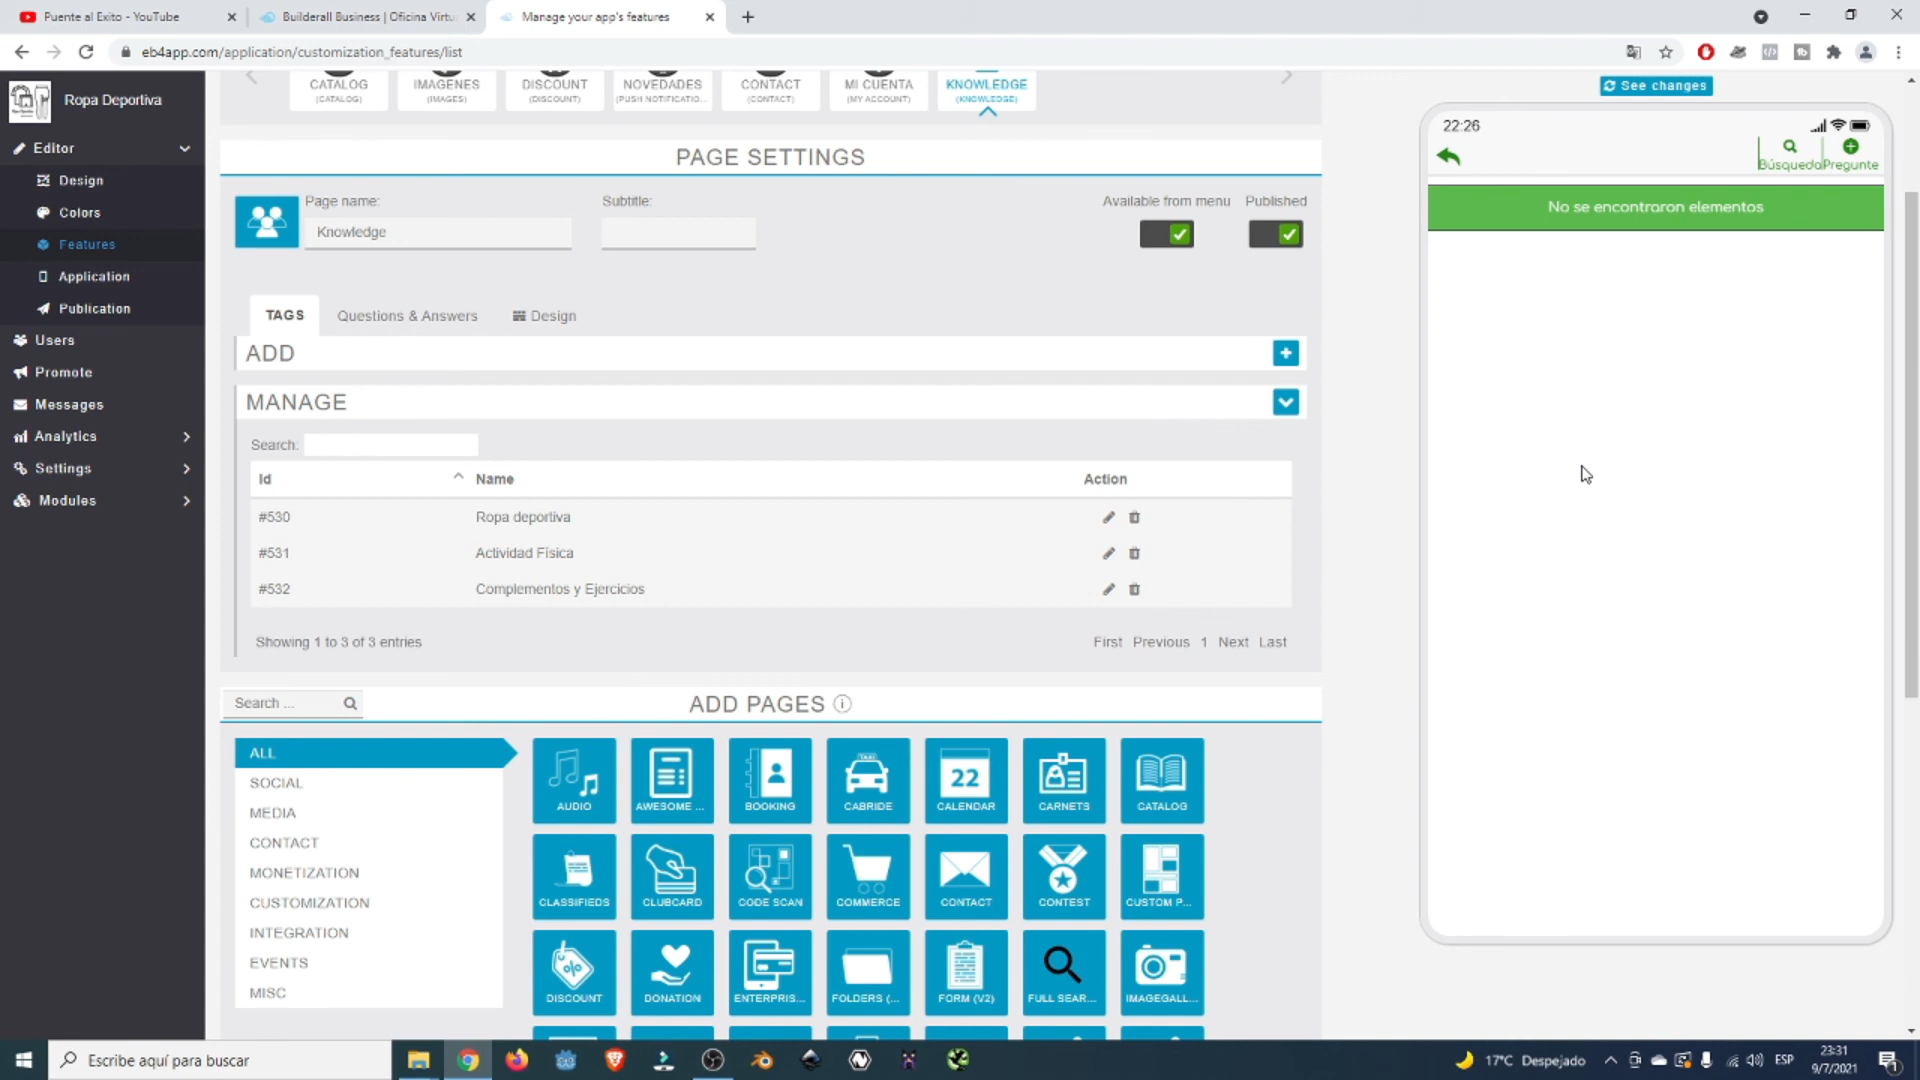 Puente al Exito - YouTube
Builderall Business | Oficina Virtu
Manage your app's features
eb4app.com/application/customization_features/list
Ropa Deportiva
Editor
Design
Colors
Features
Application
Publication
Users
Promote
Messages
Analytics
Settings
Modules
CATALOG IMAGENES DISCOUNT NOVEDADES CONTACT MI CUENTA KNOWLEDGE
(CATALOG) (IMAGES) (DISCOUNT) (PUSH NOTIFICATIO... (CONTACT) (MY ACCOUNT) (KNOWLEDGE)
PAGE SETTINGS
Page name: Subtitle: Available from menu Published
Knowledge
TAGS Questions & Answers Design
ADD
MANAGE
Search:
Id Name Action
#530 Ropa deportiva
#531 Actividad Física
#532 Complementos y Ejercicios
Showing 1 to 3 of 3 entries First Previous 1 Next Last
Search ... ADD PAGES
ALL
SOCIAL
MEDIA
CONTACT
MONETIZATION
CUSTOMIZATION
INTEGRATION
EVENTS
MISC
22
AUDIO AWESOME ... BOOKING CABRIDE CALENDAR CARNETS CATALOG
CLASSIFIEDS CLUBCARD CODE SCAN COMMERCE CONTACT CONTEST CUSTOM P...
DISCOUNT DONATION ENTERPRIS... FOLDERS (... FORM (V2) FULL SEAR... IMAGEGALL...
See changes
22:26
Búsqueda Pregunte
No se encontraron elementos
Escribe aquí para buscar
17°C Despejado
ESP
23:31
9/7/2021
1